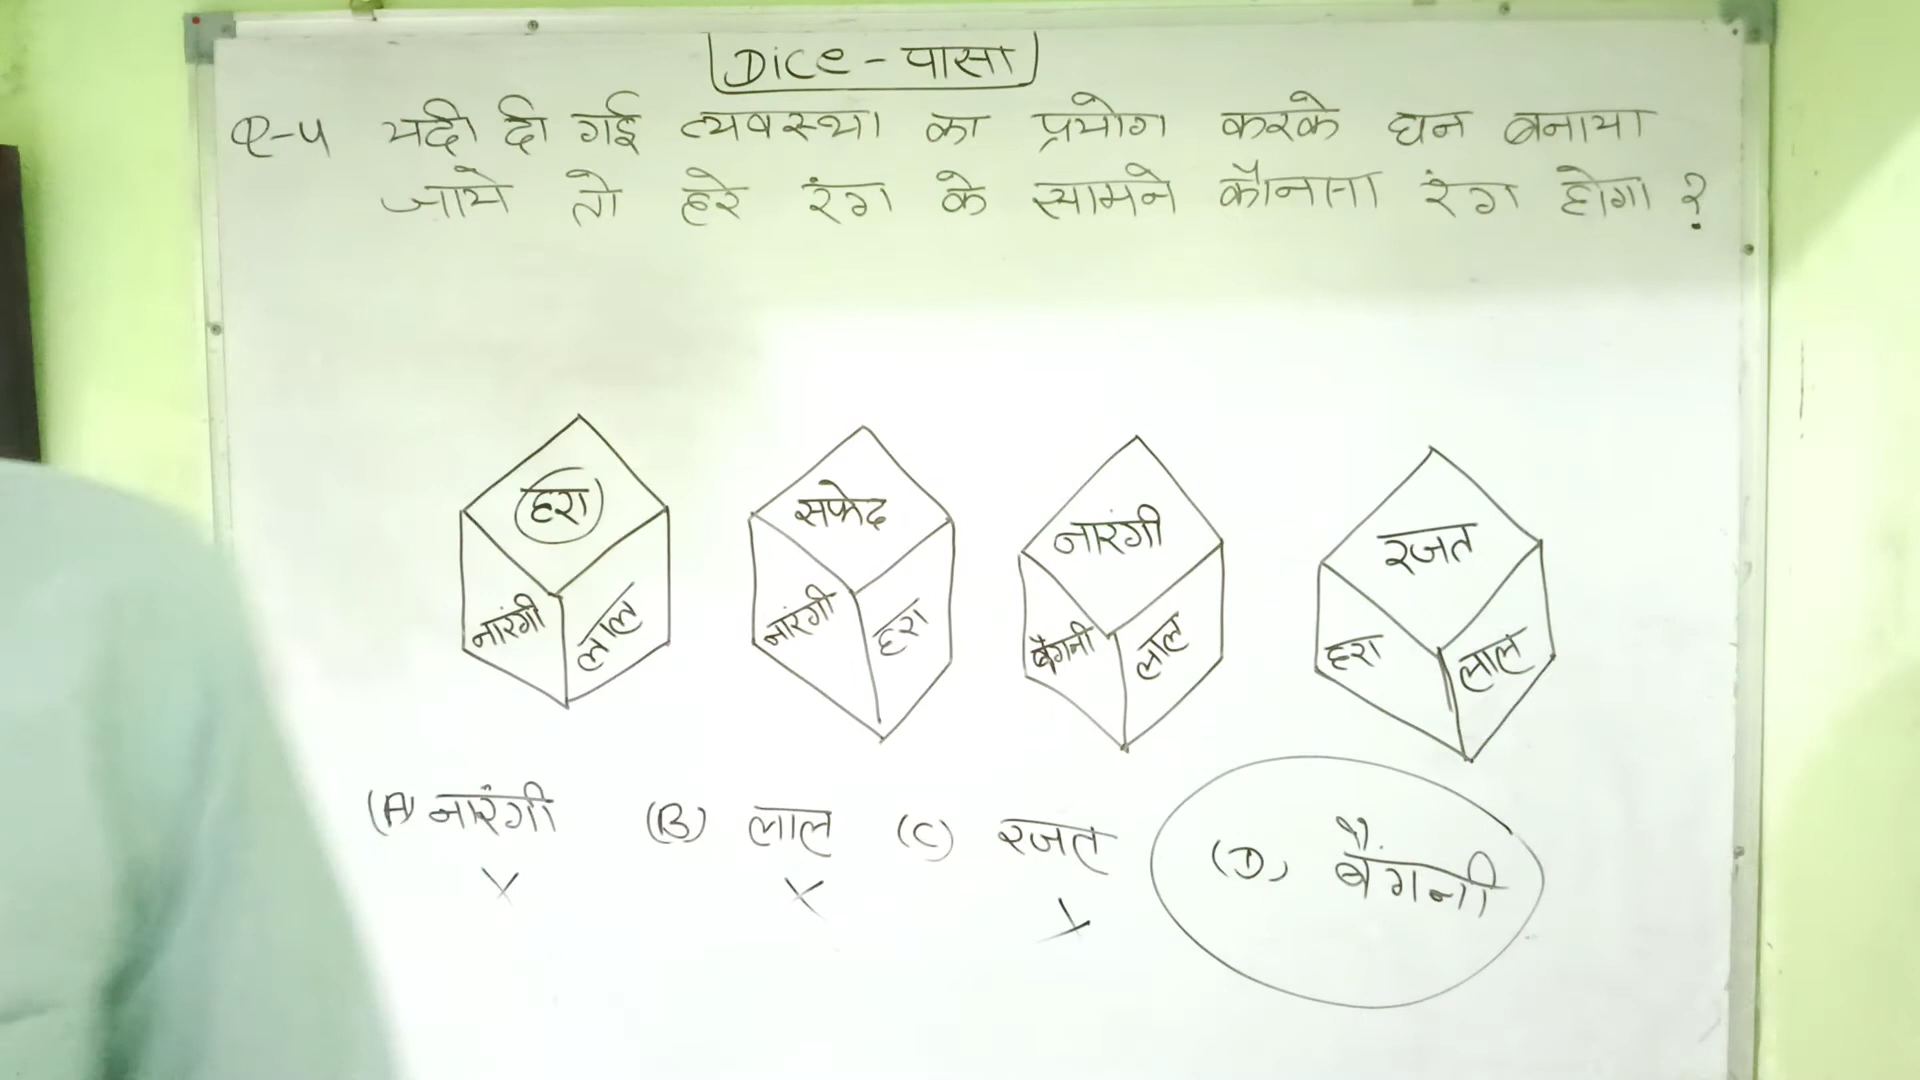 Dice - पासा
Q-4 यदी दी गई व्यवस्था का प्रयोग करके घन बनाया
जाये तो हरे रंग के सामने कौनसा रंग होगा ?
हरा
नारंगी लाल
सफेद
नारंगी हरा
नारंगी
बैंगनी लाल
रजत
हरा लाल
(A) नारंगी (B) लाल (C) रजत (D) बैंगनी
X X X